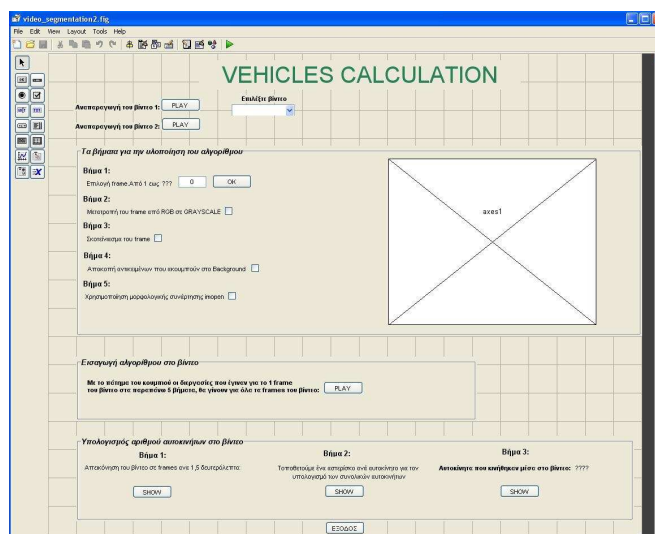 video_segmentation2.fig
File Edit View Layout Tools Help
VEHICLES CALCULATION
Αναπαραγωγή του βίντεο 1: PLAY
Επιλέξτε βίντεο
Αναπαραγωγή του βίντεο 2: PLAY
Τα βήματα για την υλοποίηση του αλγορίθμου
Βήμα 1:
Επιλογή frame.Από 1 εως ??? 0 OK
Βήμα 2:
Μετατροπή του frame από RGB σε GRAYSCALE
Βήμα 3:
Σκοτείνιασμα του frame
Βήμα 4:
Αποκοπή αντικειμένων που ακουμπούν στο Background
Βήμα 5:
Χρησιμοποίηση μορφολογικής συνέρτησης imopen
axes1
Εισαγωγή αλγορίθμου στο βίντεο
Με το πάτημα του κουμπιού οι διεργασίες που έγιναν για το 1 frame
του βίντεο στα παραπάνω 5 βήματα, θα γίνουν για όλα τα frames του βίντεο: PLAY
Υπολογισμός αριθμού αυτοκινήτων στο βίντεο
Βήμα 1:
Απεικόνηση του βίντεο σε frames ανα 1,5 δευτερόλεπτα
SHOW
Βήμα 2:
Τοποθετούμε ένα αστερίσκο ανά αυτοκίνητο για τον
υπολογισμό των συνολικών αυτοκινήτων
SHOW
Βήμα 3:
Αυτοκίνητα που κινήθηκαν μέσα στο βίντεο: ????
SHOW
ΕΞΟΔΟΣ